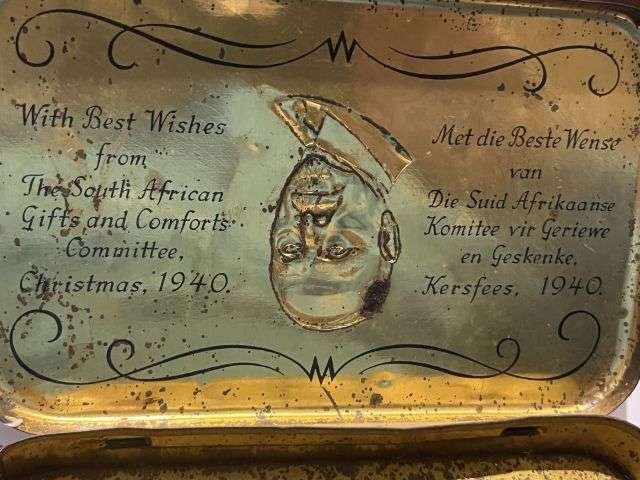 With Best Wishes
from
The South African
Gifts and Comforts
Committee,
Christmas, 1940.
Met die Beste Wense
van
Die Suid Afrikaanse
Komitee vir Geriewe
en Geskenke,
Kersfees, 1940.